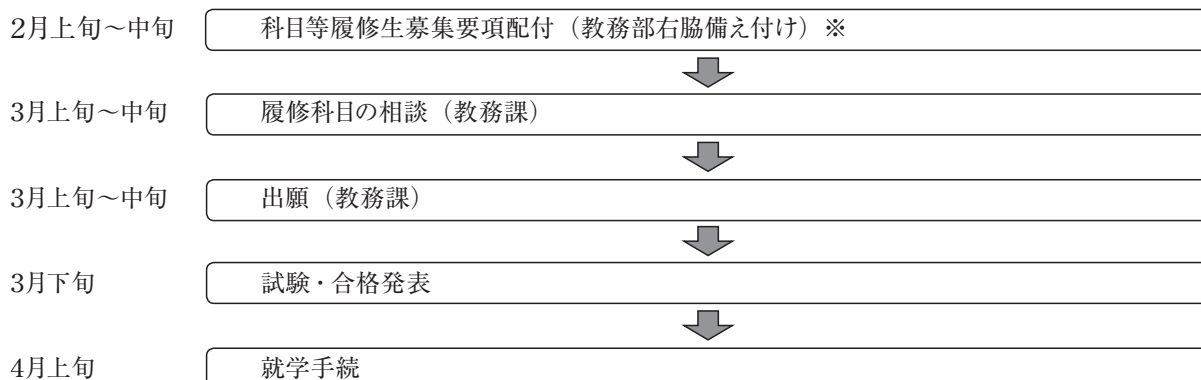 2月上旬～中旬 科目等履修生募集要項配付（教務部右脇備え付け）※
3月上旬～中旬 履修科目の相談（教務課）
3月上旬～中旬 出願（教務課）
3月下旬 試験・合格発表
4月上旬 就学手続